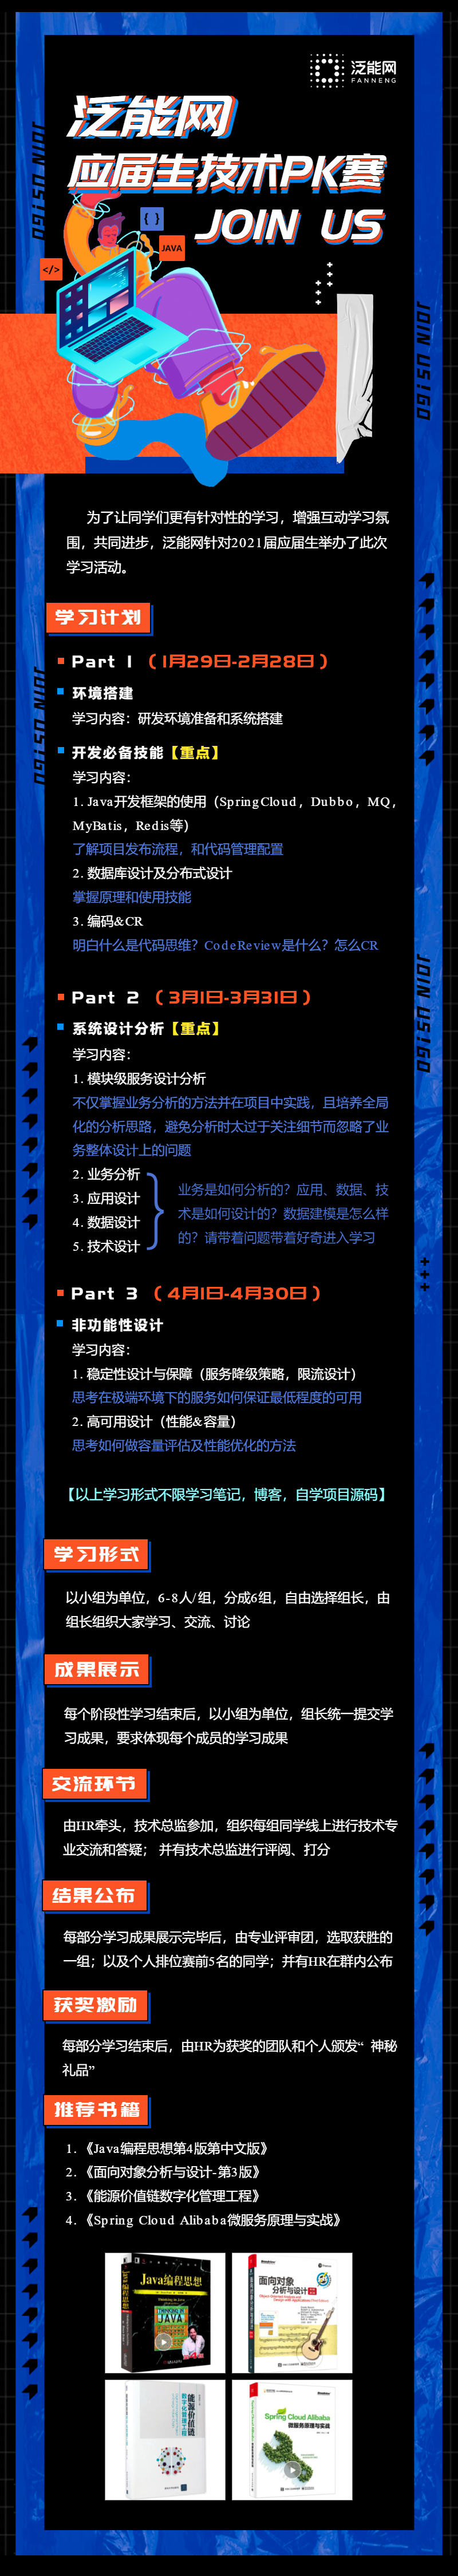 泛能网
FANNENG
泛能网
应届生技术PK赛
JOIN US
{ }
JAVA
</>
JOIN US!GO
JOIN US!GO
为了让同学们更有针对性的学习，增强互动学习氛
围，共同进步，泛能网针对2021届应届生举办了此次
学习活动。
学习计划
Part 1 （1月29日-2月28日）
环境搭建
学习内容：研发环境准备和系统搭建
JOIN US!GO
开发必备技能【重点】
学习内容：
1. Java开发框架的使用（SpringCloud，Dubbo，MQ，
MyBatis，Redis等）
了解项目发布流程，和代码管理配置
2. 数据库设计及分布式设计
掌握原理和使用技能
3. 编码&CR
明白什么是代码思维？CodeReview是什么？怎么CR
JOIN US!GO
Part 2 （3月1日-3月31日）
系统设计分析【重点】
学习内容：
1. 模块级服务设计分析
不仅掌握业务分析的方法并在项目中实践，且培养全局
化的分析思路，避免分析时太过于关注细节而忽略了业
务整体设计上的问题
2. 业务分析
3. 应用设计
4. 数据设计
5. 技术设计
业务是如何分析的？应用、数据、技
术是如何设计的？数据建模是怎么样
的？请带着问题带着好奇进入学习
Part 3 （4月1日-4月30日）
非功能性设计
学习内容：
1. 稳定性设计与保障（服务降级策略，限流设计）
思考在极端环境下的服务如何保证最低程度的可用
2. 高可用设计（性能&容量）
思考如何做容量评估及性能优化的方法
【以上学习形式不限学习笔记，博客，自学项目源码】
学习形式
以小组为单位，6-8人/组，分成6组，自由选择组长，由
组长组织大家学习、交流、讨论
成果展示
每个阶段性学习结束后，以小组为单位，组长统一提交学
习成果，要求体现每个成员的学习成果
交流环节
由HR牵头，技术总监参加，组织每组同学线上进行技术专
业交流和答疑； 并有技术总监进行评阅、打分
结果公布
每部分学习成果展示完毕后，由专业评审团，选取获胜的
一组；以及个人排位赛前5名的同学；并有HR在群内公布
获奖激励
每部分学习结束后，由HR为获奖的团队和个人颁发“ 神秘
礼品”
推荐书籍
1. 《Java编程思想第4版第中文版》
2. 《面向对象分析与设计-第3版》
3. 《能源价值链数字化管理工程》
4. 《Spring Cloud Alibaba微服务原理与实战》
Java编程思想
Java编程思想
THINKING IN
JAVA
面向对象
分析与设计
能源价值链
数字化管理工程
Spring Cloud Alibaba
微服务原理与实战